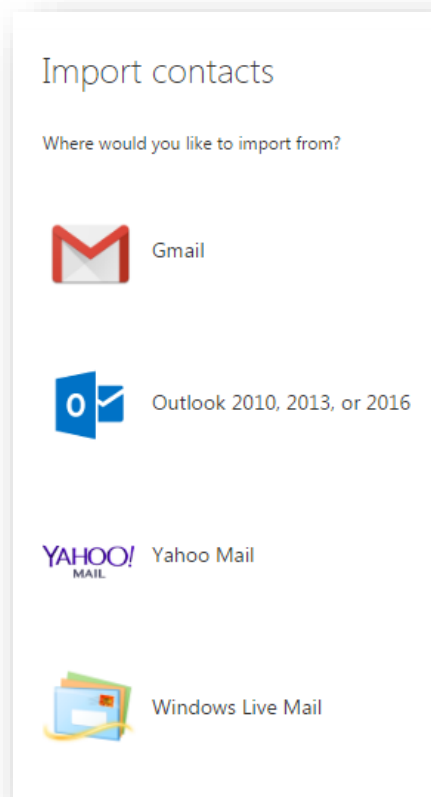 Import contacts
Where would you like to import from?
Gmail
O Outlook 2010, 2013, or 2016
YAHOO! Yahoo Mail
MAIL
Windows Live Mail